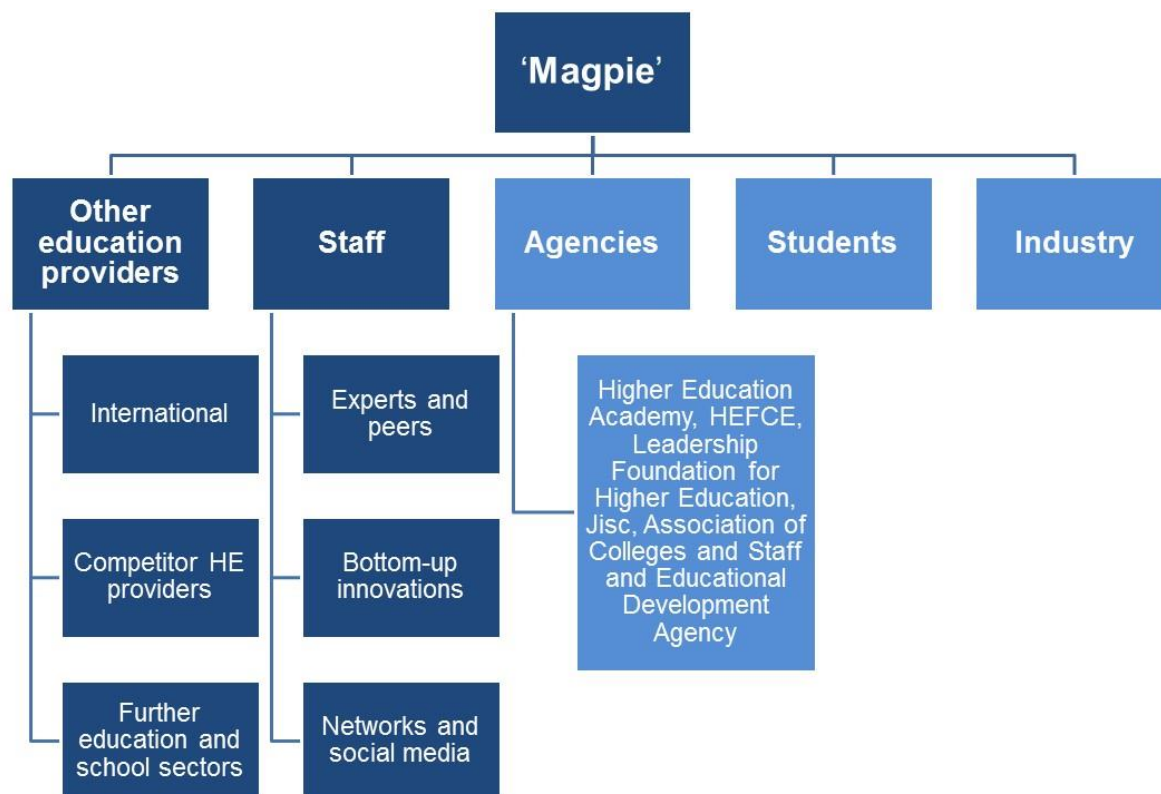 ‘Magpie’
Other
education
providers
Staff
Agencies
Students
Industry
International
Competitor HE
providers
Further
education and
school sectors
Experts and
peers
Bottom-up
innovations
Networks and
social media
Higher Education
Academy, HEFCE,
Leadership
Foundation for
Higher Education,
Jisc, Association of
Colleges and Staff
and Educational
Development
Agency